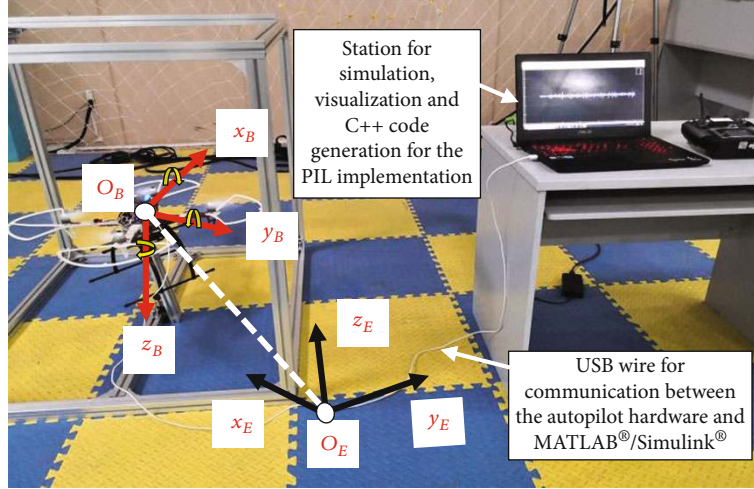 Station for
simulation,
visualization and
C++ code
generation for the
PIL implementation
x_B
O_B
y_B
z_B
z_E
x_E
y_E
O_E
USB wire for
communication between
the autopilot hardware and
MATLAB®/Simulink®